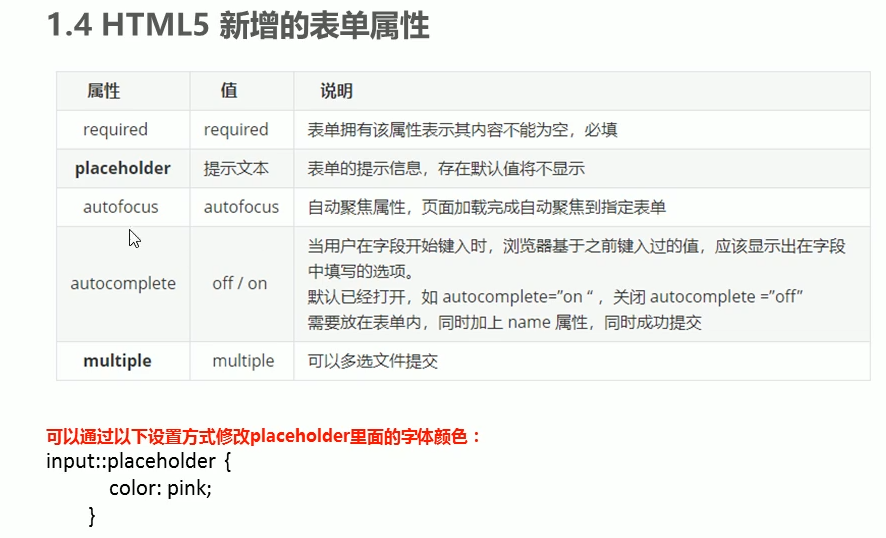 1.4 HTML5 新增的表单属性
属性 值 说明
required required 表单拥有该属性表示其内容不能为空，必填
placeholder 提示文本 表单的提示信息，存在默认值将不显示
autofocus autofocus 自动聚焦属性，页面加载完成自动聚焦到指定表单
autocomplete off / on 当用户在字段开始键入时，浏览器基于之前键入过的值，应该显示出在字段
中填写的选项。
默认已经打开，如 autocomplete=”on “ ，关闭 autocomplete =”off”
需要放在表单内，同时加上 name 属性，同时成功提交
multiple multiple 可以多选文件提交
可以通过以下设置方式修改placeholder里面的字体颜色：
input::placeholder {
color: pink;
}